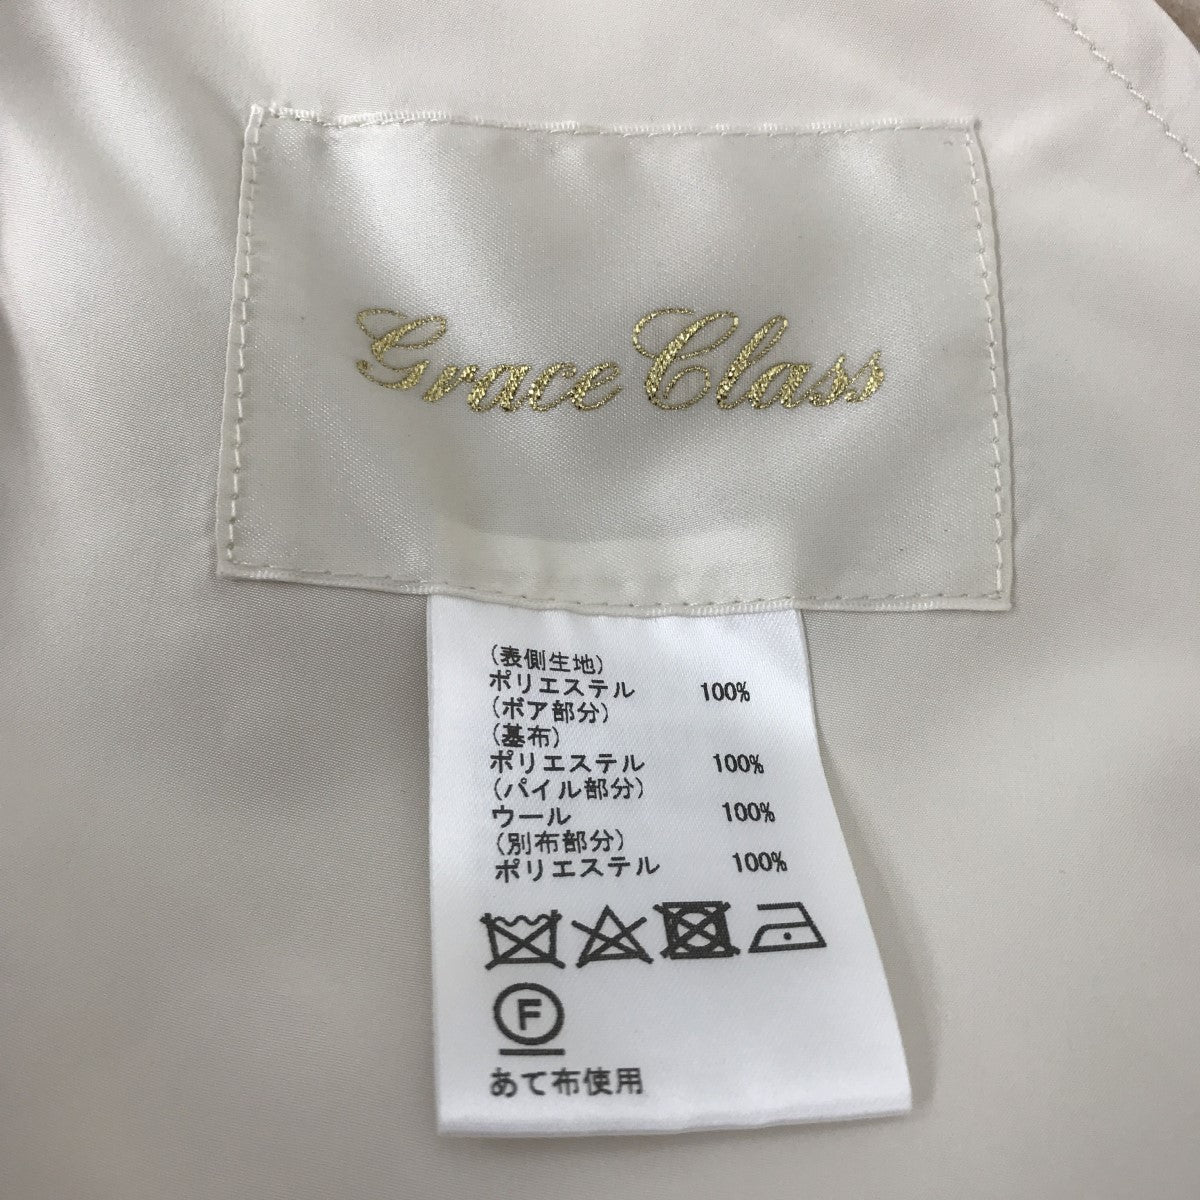 Grace Class
(表側生地)
ポリエステル 100%
(ボア部分)
(基布)
ポリエステル 100%
(パイル部分)
ウール 100%
(別布部分)
ポリエステル 100%
F
あて布使用